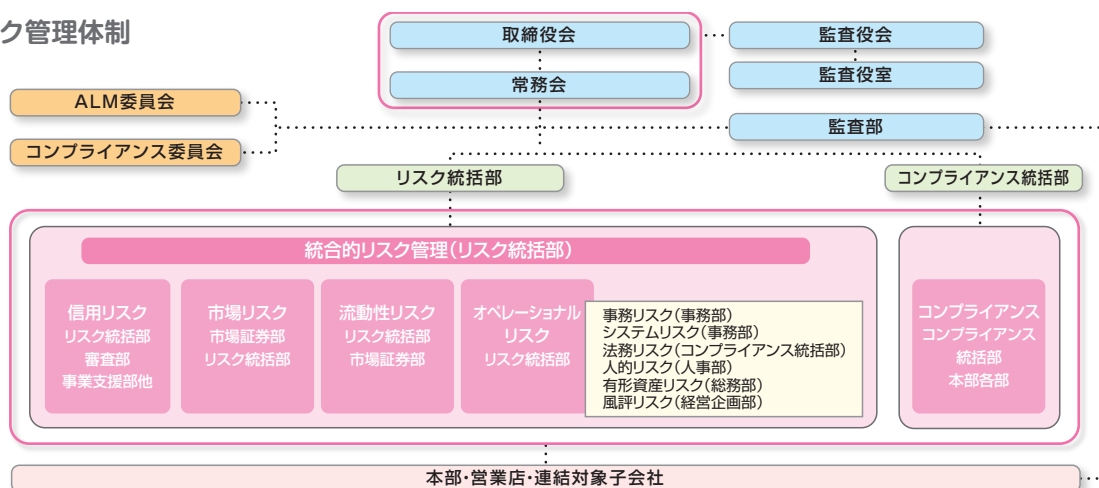 ク管理体制
取締役会
常務会
監査役会
監査役室
監査部
ALM委員会
コンプライアンス委員会
リスク統括部
コンプライアンス統括部
統合的リスク管理(リスク統括部)
信用リスク
リスク統括部
審査部
事業支援部他
市場リスク
市場証券部
リスク統括部
流動性リスク
リスク統括部
市場証券部
オペレーショナル
リスク
リスク統括部
事務リスク(事務部)
システムリスク(事務部)
法務リスク(コンプライアンス統括部)
人的リスク(人事部)
有形資産リスク(総務部)
風評リスク(経営企画部)
コンプライアンス
コンプライアンス
統括部
本部各部
本部・営業店・連結対象子会社